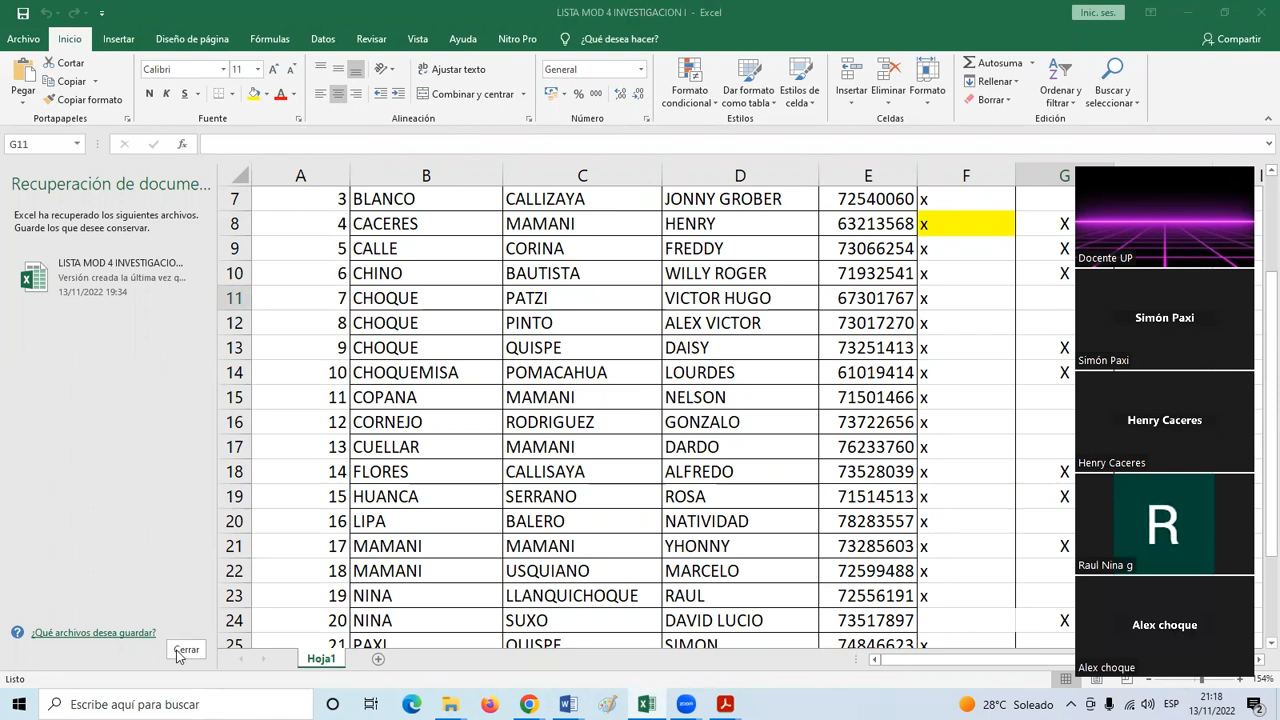 LISTA MOD 4 INVESTIGACION I - Excel
Inic. ses.
Archivo Inicio Insertar Diseño de página Fórmulas Datos Revisar Vista Ayuda Nitro Pro ¿Qué desea hacer? Compartir
Pegar
Cortar
Copiar
Copiar formato
Calibri 11
N K S
Ajustar texto
Combinar y centrar
General
% 000
Formato condicional
Dar formato como tabla
Estilos de celda
Insertar Eliminar Formato
Autosuma
Rellenar
Borrar
Ordenar y filtrar
Buscar y seleccionar
Portapapeles Fuente Alineación Número Estilos Celdas Edición
G11 fx
Recuperación de docume...
Excel ha recuperado los siguientes archivos.
Guarde los que desee conservar.
LISTA MOD 4 INVESTIGACIO...
Versión creada la última vez q...
13/11/2022 19:34
¿Qué archivos desea guardar?
Cerrar
A B C D E F G
7 3 BLANCO CALLIZAYA JONNY GROBER 72540060 x
8 4 CACERES MAMANI HENRY 63213568 x X
9 5 CALLE CORINA FREDDY 73066254 x X
10 6 CHINO BAUTISTA WILLY ROGER 71932541 x X
11 7 CHOQUE PATZI VICTOR HUGO 67301767 x
12 8 CHOQUE PINTO ALEX VICTOR 73017270 x
13 9 CHOQUE QUISPE DAISY 73251413 x X
14 10 CHOQUEMISA POMACAHUA LOURDES 61019414 x X
15 11 COPANA MAMANI NELSON 71501466 x
16 12 CORNEJO RODRIGUEZ GONZALO 73722656 x
17 13 CUELLAR MAMANI DARDO 76233760 x
18 14 FLORES CALLISAYA ALFREDO 73528039 x X
19 15 HUANCA SERRANO ROSA 71514513 x X
20 16 LIPA BALERO NATIVIDAD 78283557 x
21 17 MAMANI MAMANI YHONNY 73285603 x X
22 18 MAMANI USQUIANO MARCELO 72599488 x
23 19 NINA LLANQUICHOQUE RAUL 72556191 x
24 20 NINA SUXO DAVID LUCIO 73517897 X
25 21 PAXI QUISPE SIMON 74846623 x
Docente UP
Simón Paxi
Simón Paxi
Henry Caceres
Henry Caceres
R
Raul Nina g
Alex choque
Alex choque
Hoja1
Listo
154%
Escribe aquí para buscar
zoom
28°C Soleado
ESP
21:18
13/11/2022
2